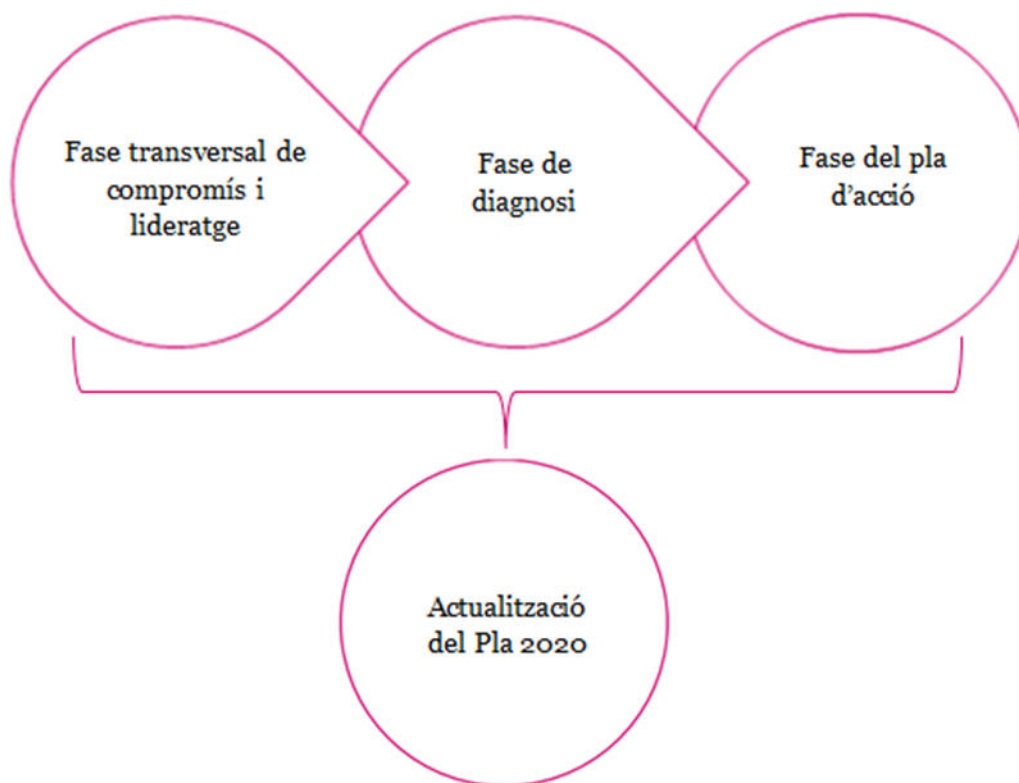 Fase transversal de
compromís i
lideratge
Fase de
diagnosi
Fase del pla
d’acció
Actualització
del Pla 2020